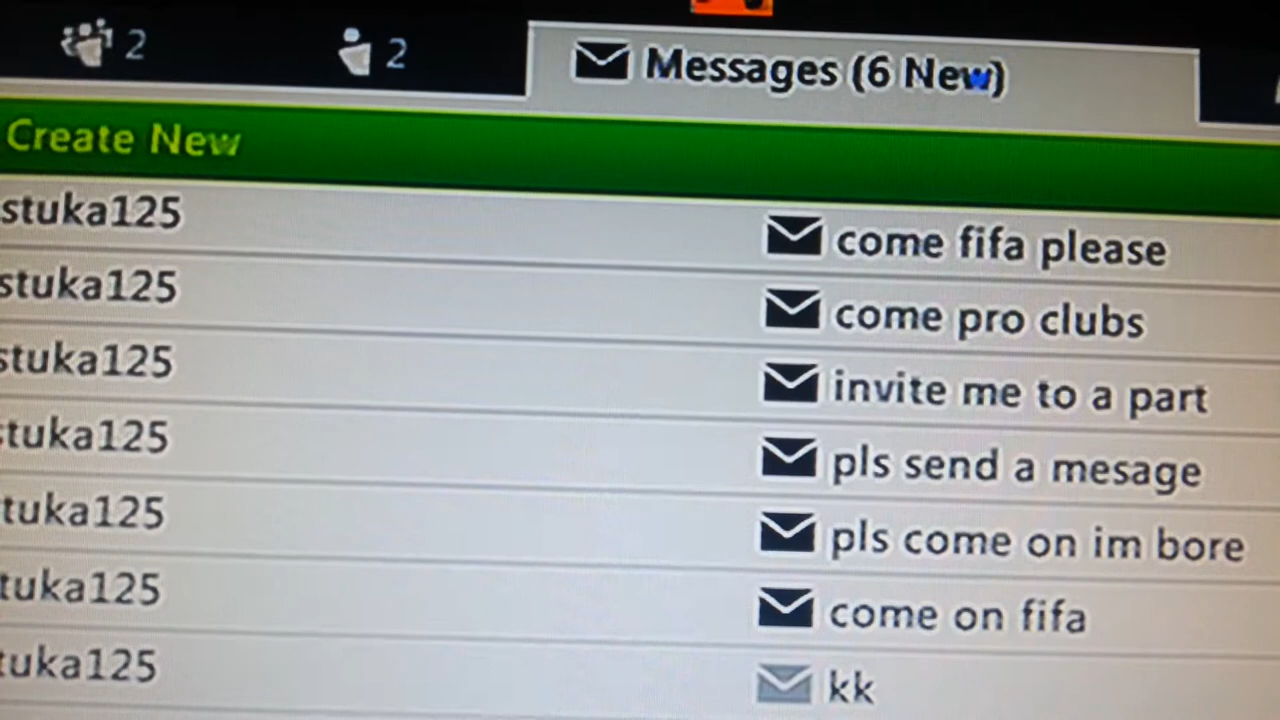 2
2
Messages (6 New)
Create New
stuka125
come fifa please
stuka125
come pro clubs
stuka125
invite me to a part
tuka125
pls send a mesage
tuka125
pls come on im bore
tuka125
come on fifa
tuka125
kk